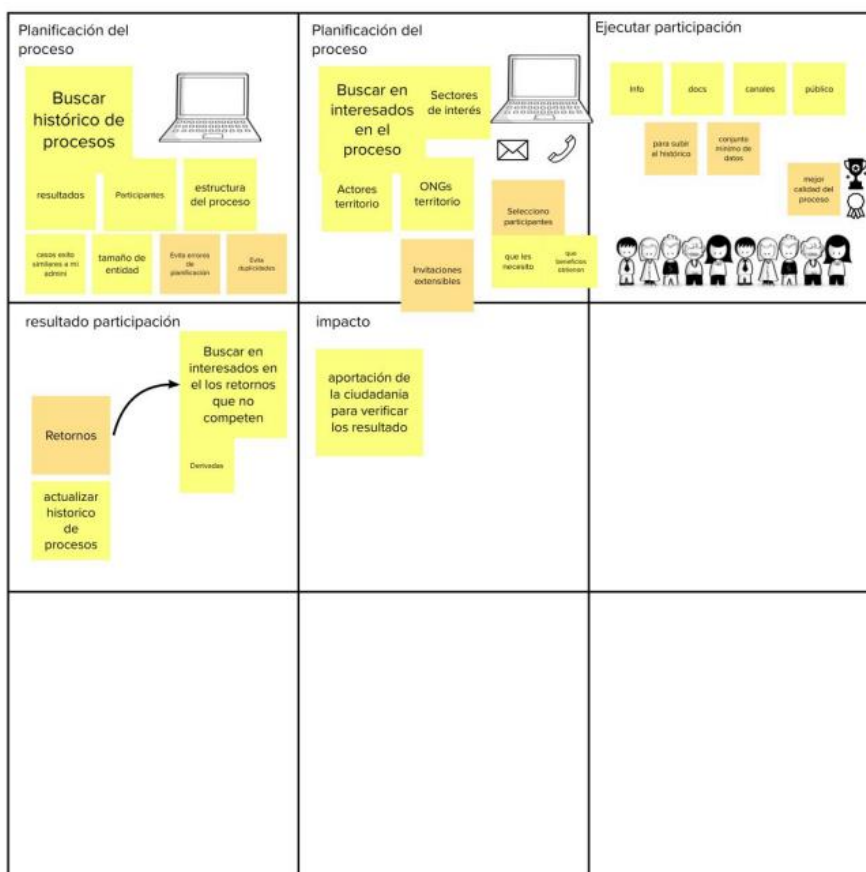 Planificación del
proceso
Buscar
histórico de
procesos
resultados
Participantes
estructura
del proceso
casos exito
similares a mi
admini
tamaño de
entidad
Evita errores
de
planificación
Evita
duplicidades
Planificación del
proceso
Buscar en
interesados
en el
proceso
Sectores
de interés
Actores
territorio
ONGs
territorio
Selecciono
participantes
Invitaciones
extensibles
que les
necesito
que
beneficios
obtienen
Ejecutar participación
Info
docs
canales
público
para subir
al histórico
conjunto
mínimo de
datos
mejor
calidad del
proceso
resultado participación
Retornos
Buscar en
interesados en
el los retornos
que no
competen
Derivadas
actualizar
historico
de
procesos
impacto
aportación de
la ciudadania
para verificar
los resultado